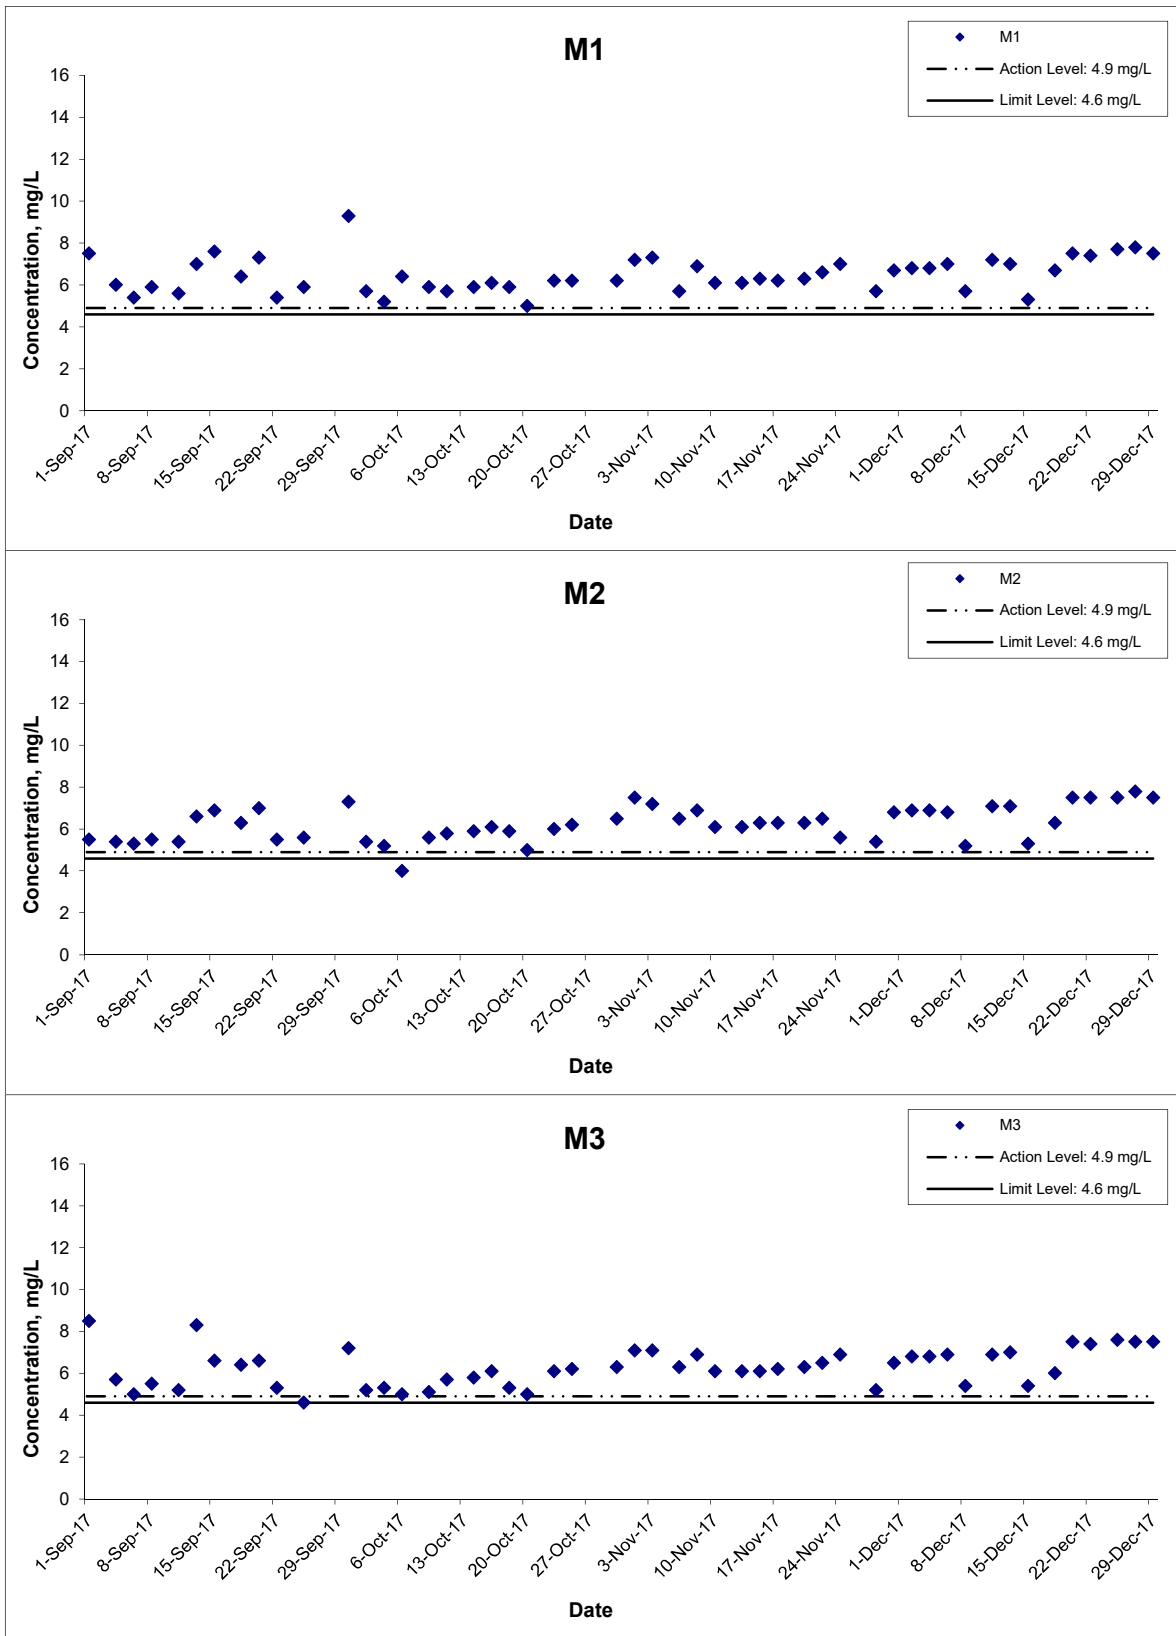 M1
M1
Action Level: 4.9 mg/L
Limit Level: 4.6 mg/L
Concentration, mg/L
16
14
12
10
8
6
4
2
0
1-Sep-17
8-Sep-17
15-Sep-17
22-Sep-17
29-Sep-17
6-Oct-17
13-Oct-17
20-Oct-17
27-Oct-17
3-Nov-17
10-Nov-17
17-Nov-17
24-Nov-17
1-Dec-17
8-Dec-17
15-Dec-17
22-Dec-17
29-Dec-17
Date
M2
M2
Action Level: 4.9 mg/L
Limit Level: 4.6 mg/L
Concentration, mg/L
16
14
12
10
8
6
4
2
0
1-Sep-17
8-Sep-17
15-Sep-17
22-Sep-17
29-Sep-17
6-Oct-17
13-Oct-17
20-Oct-17
27-Oct-17
3-Nov-17
10-Nov-17
17-Nov-17
24-Nov-17
1-Dec-17
8-Dec-17
15-Dec-17
22-Dec-17
29-Dec-17
Date
M3
M3
Action Level: 4.9 mg/L
Limit Level: 4.6 mg/L
Concentration, mg/L
16
14
12
10
8
6
4
2
0
1-Sep-17
8-Sep-17
15-Sep-17
22-Sep-17
29-Sep-17
6-Oct-17
13-Oct-17
20-Oct-17
27-Oct-17
3-Nov-17
10-Nov-17
17-Nov-17
24-Nov-17
1-Dec-17
8-Dec-17
15-Dec-17
22-Dec-17
29-Dec-17
Date